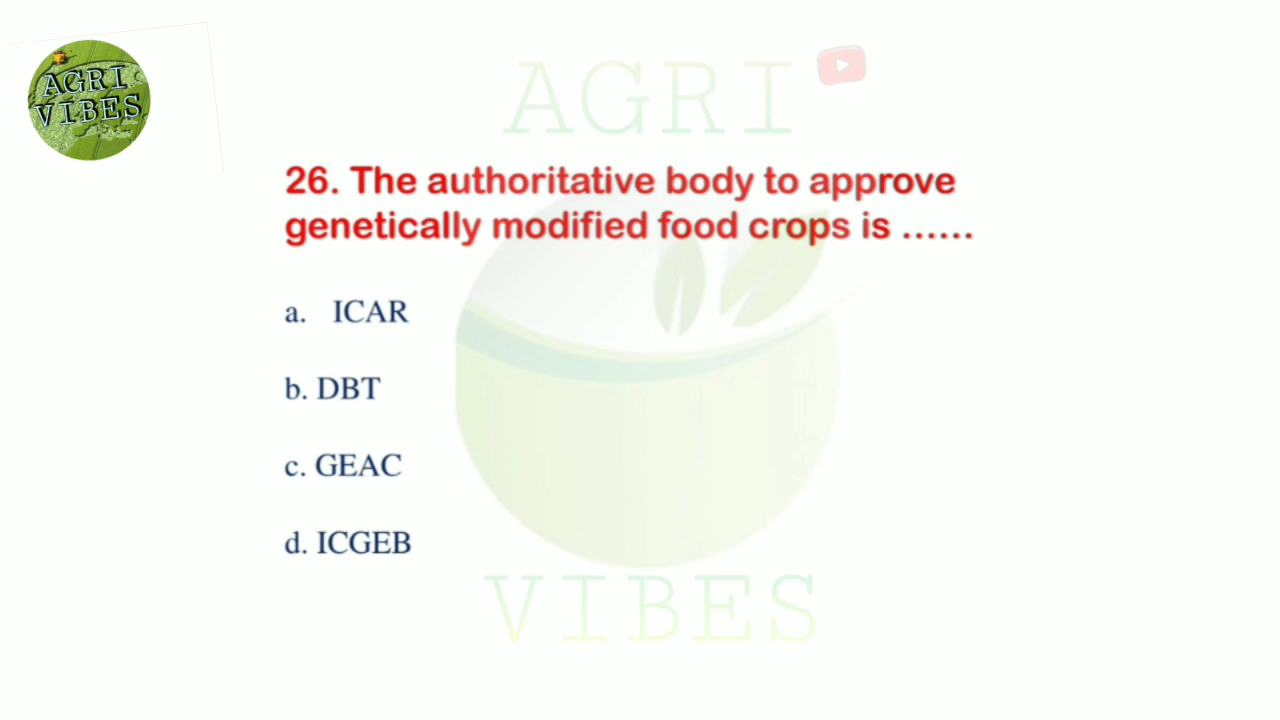 AGRI
VIBES
AGRI
26. The authoritative body to approve
genetically modified food crops is ......
a. ICAR
b. DBT
c. GEAC
d. ICGEB
VIBES